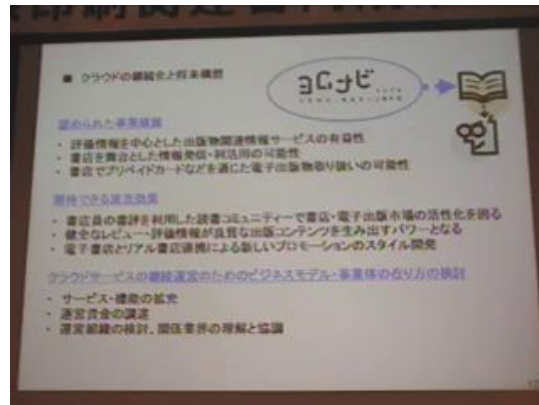 ■ クラウドの継続化と将来構想
ヨムナビ
認められた事業価値
・ 評価情報を中心とした出版物関連情報サービスの有益性
・ 書店を舞台とした情報発信・利活用の可能性
・ 書店でプリペイドカードなどを通じた電子出版物取り扱いの可能性
期待できる波及効果
・ 書店員の書評を利用した読書コミュニティーで書店・電子出版市場の活性化を図る
・ 健全なレビュー・評価情報が良質な出版コンテンツを生み出すパワーとなる
・ 電子書店とリアル書店連携による新しいプロモーションのスタイル開発
クラウドサービスの継続運営のためのビジネスモデル・事業体の在り方の検討
・ サービス・機能の拡充
・ 運営資金の調達
・ 運営組織の検討、関係業界の理解と協調